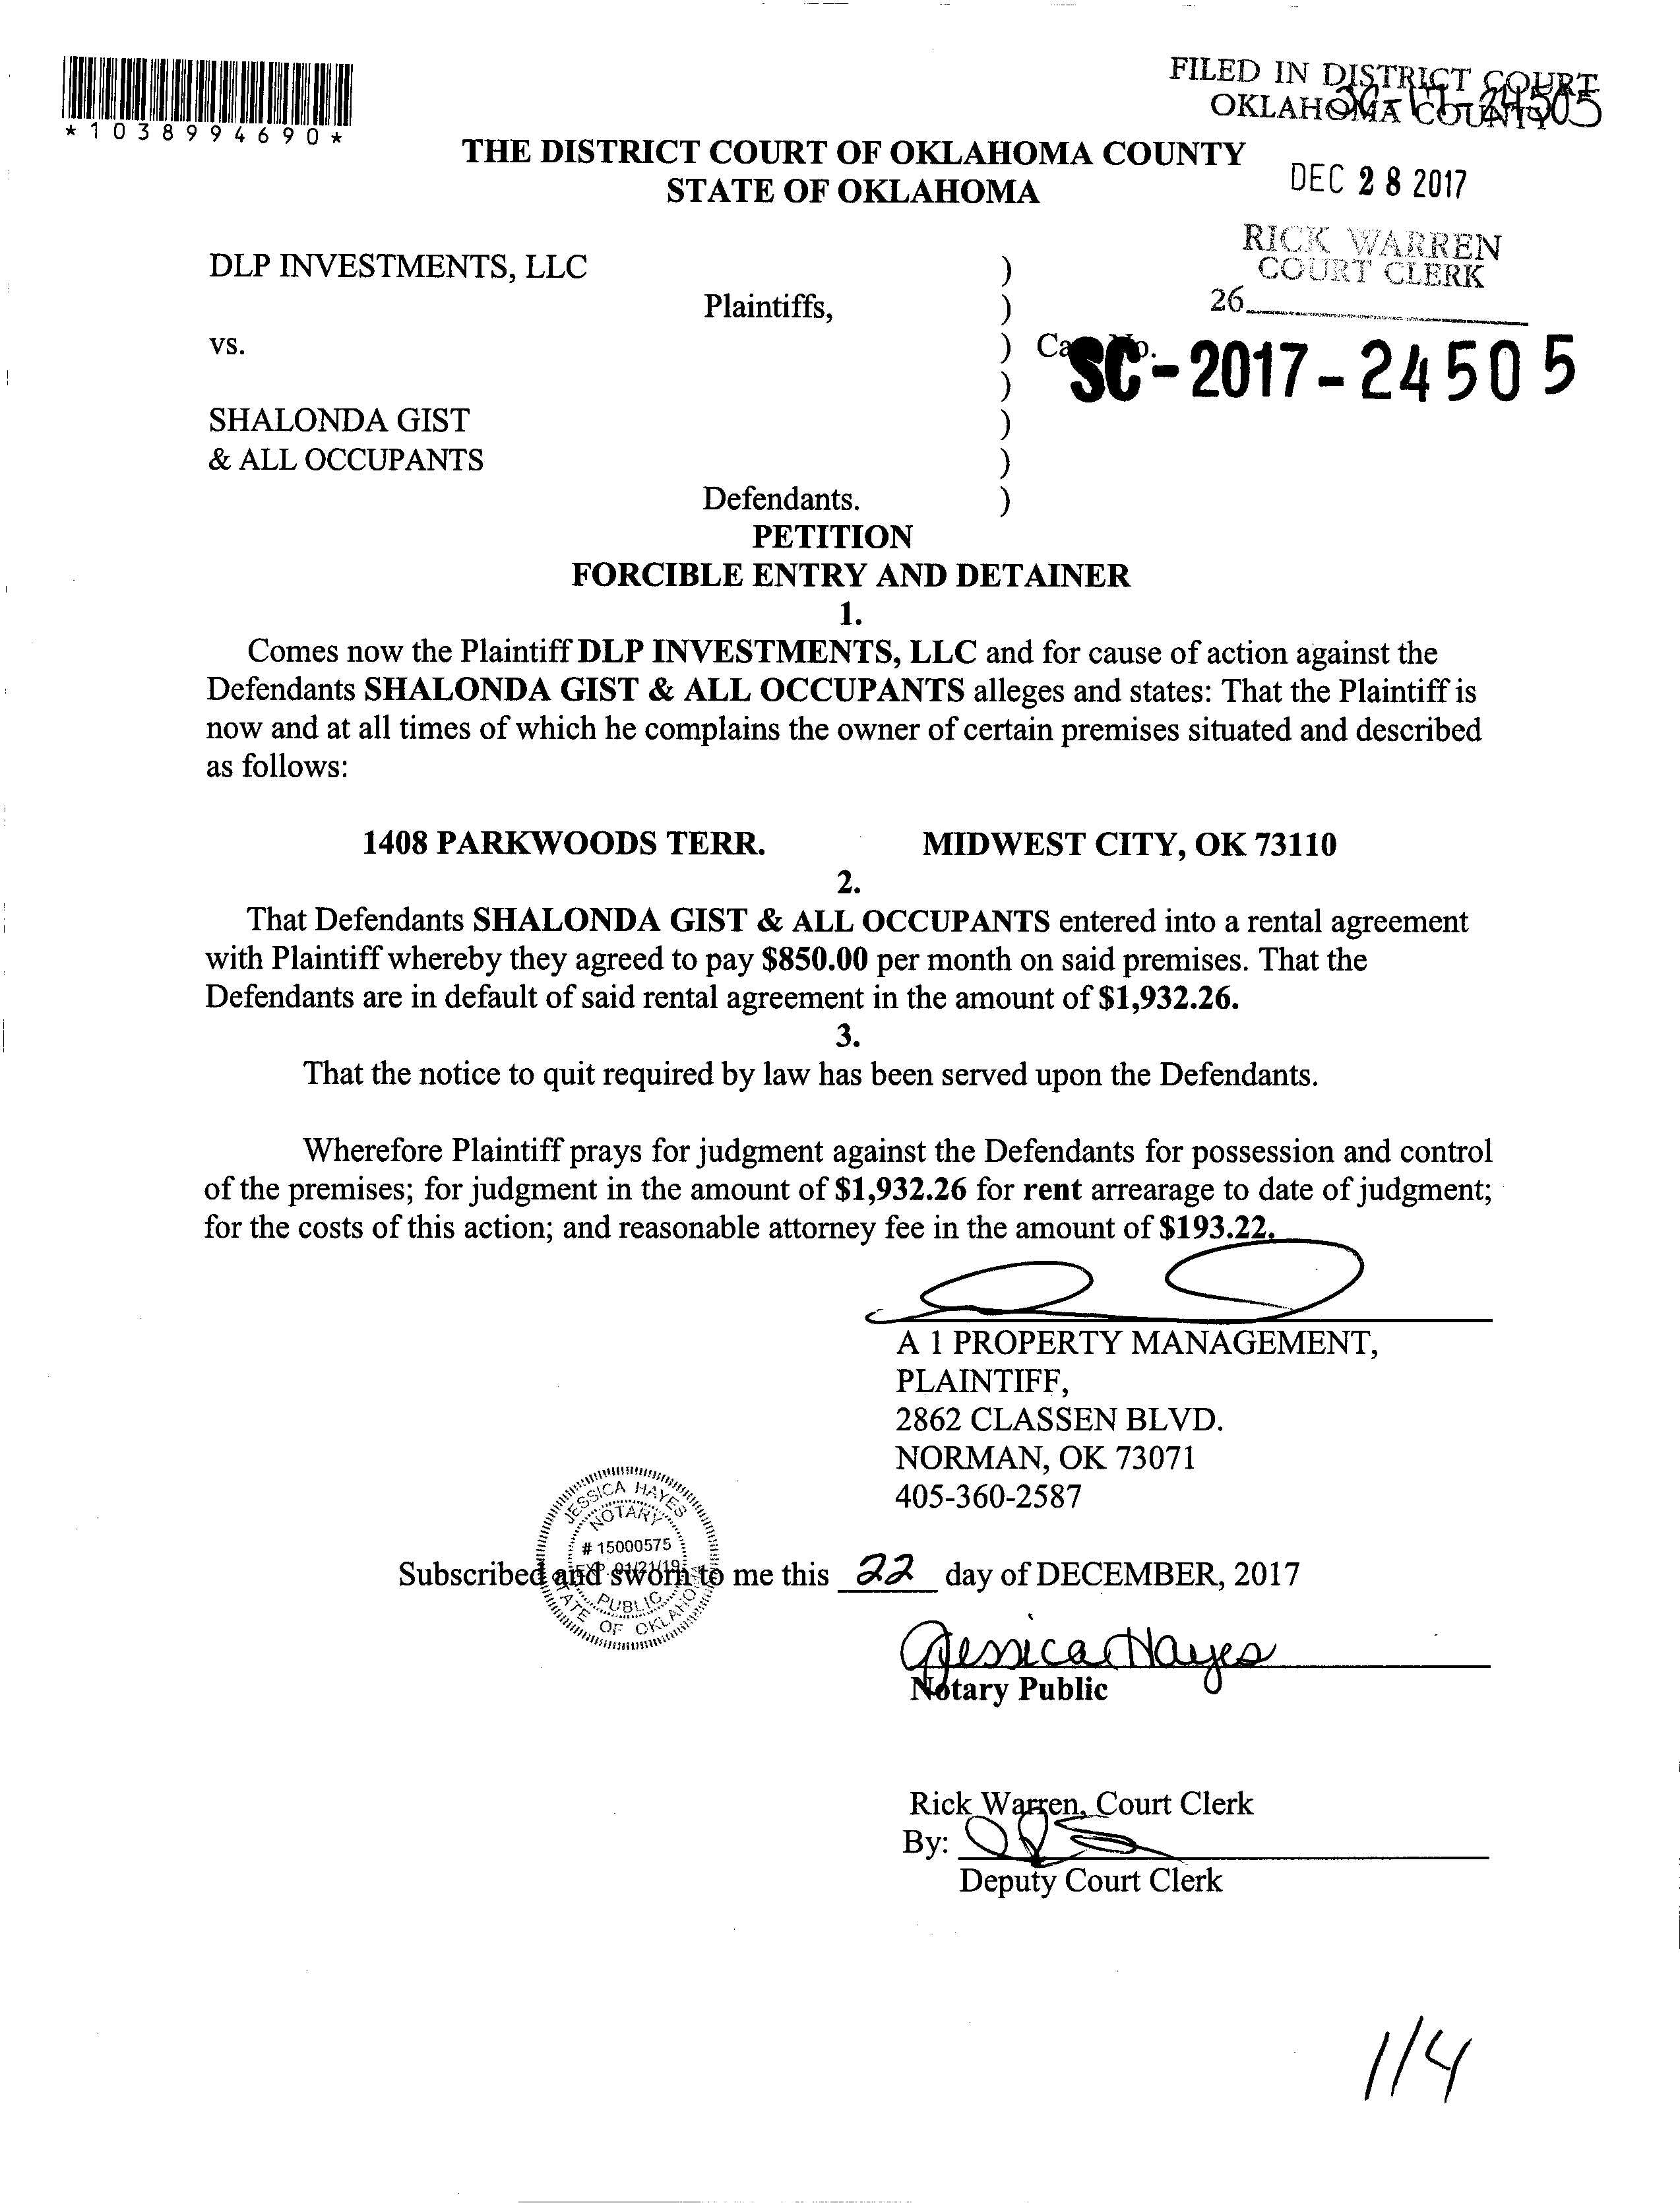 FILED IN DISTRICT COURT
OKLAHOMA COUNTY
*1038994690*
THE DISTRICT COURT OF OKLAHOMA COUNTY
STATE OF OKLAHOMA
DEC 28 2017
RICK WARREN
COURT CLERK
26
DLP INVESTMENTS, LLC )
Plaintiffs, )
vs. ) Case No. SC-2017-24505
)
SHALONDA GIST )
& ALL OCCUPANTS )
Defendants. )
PETITION
FORCIBLE ENTRY AND DETAINER
1.
Comes now the Plaintiff DLP INVESTMENTS, LLC and for cause of action against the
Defendants SHALONDA GIST & ALL OCCUPANTS alleges and states: That the Plaintiff is
now and at all times of which he complains the owner of certain premises situated and described
as follows:
1408 PARKWOODS TERR. MIDWEST CITY, OK 73110
2.
That Defendants SHALONDA GIST & ALL OCCUPANTS entered into a rental agreement
with Plaintiff whereby they agreed to pay $850.00 per month on said premises. That the
Defendants are in default of said rental agreement in the amount of $1,932.26.
3.
That the notice to quit required by law has been served upon the Defendants.
Wherefore Plaintiff prays for judgment against the Defendants for possession and control
of the premises; for judgment in the amount of $1,932.26 for rent arrearage to date of judgment;
for the costs of this action; and reasonable attorney fee in the amount of $193.22.
A 1 PROPERTY MANAGEMENT,
PLAINTIFF,
2862 CLASSEN BLVD.
NORMAN, OK 73071
405-360-2587
JESSICA HAYES
NOTARY
# 15000575
EXP. 01/21/19
PUBLIC
STATE OF OKLAHOMA
Subscribed and sworn to me this 22 day of DECEMBER, 2017
Jessica Hayes
Notary Public
Rick Warren, Court Clerk
By:
Deputy Court Clerk
1/4